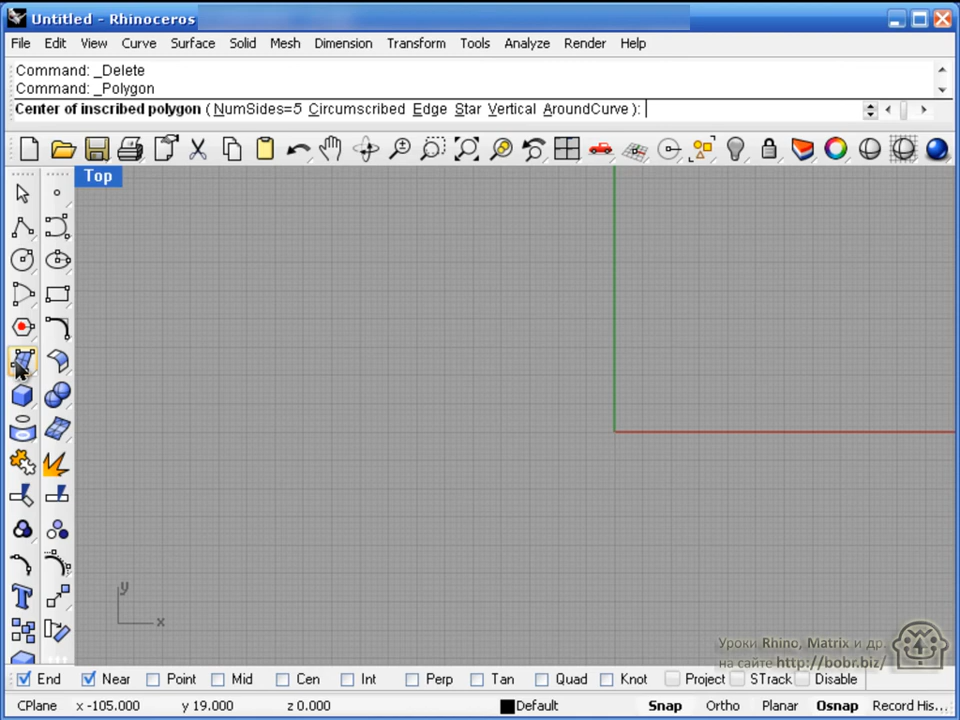 Untitled - Rhinoceros
File Edit View Curve Surface Solid Mesh Dimension Transform Tools Analyze Render Help
Command: _Delete
Command: _Polygon
Center of inscribed polygon ( NumSides=5 Circumscribed Edge Star Vertical AroundCurve ):
Top
y
x
Уроки Rhino, Matrix и др.
на сайте http://bobr.biz/
End Near Point Mid Cen Int Perp Tan Quad Knot Project STrack Disable
CPlane x -105.000 y 19.000 z 0.000 Default Snap Ortho Planar Osnap Record His...